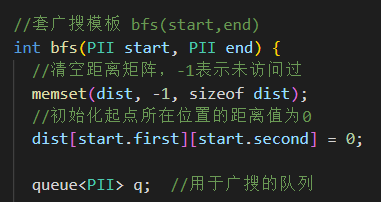 //套广搜模板 bfs(start,end)
int bfs(PII start, PII end) {
//清空距离矩阵，-1表示未访问过
memset(dist, -1, sizeof dist);
//初始化起点所在位置的距离值为0
dist[start.first][start.second] = 0;
queue<PII> q;  //用于广搜的队列